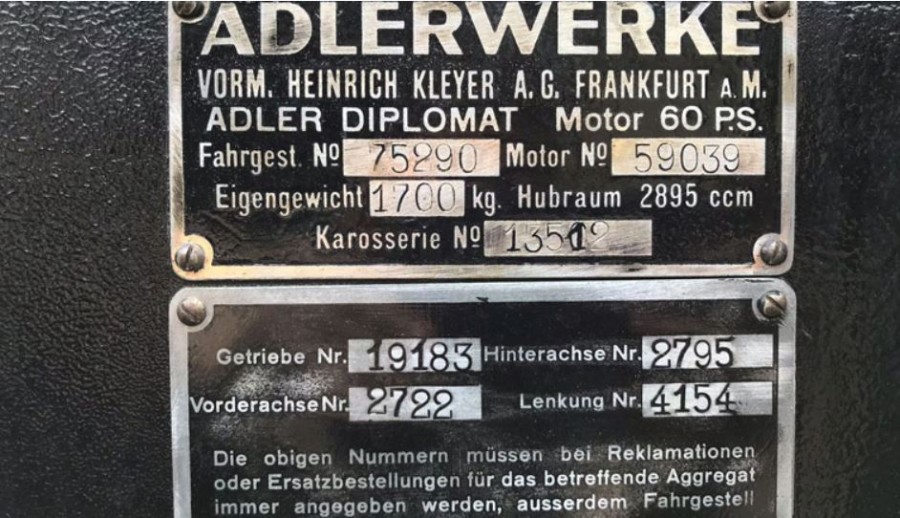 ADLERWERKE
VORM. HEINRICH KLEYER A.G. FRANKFURT A.M.
ADLER DIPLOMAT Motor 60 P.S.
Fahrgest. Nº 75290 Motor Nº 59039
Eigengewicht 1700 kg. Hubraum 2895 ccm
Karosserie Nº 13512
Getriebe Nr. 19183 Hinterachse Nr. 2795
Vorderachse Nr. 2722 Lenkung Nr. 4154
Die obigen Nummern müssen bei Reklamationen
oder Ersatzbestellungen für das betreffende Aggregat
immer angegeben werden, ausserdem Fahrgestell